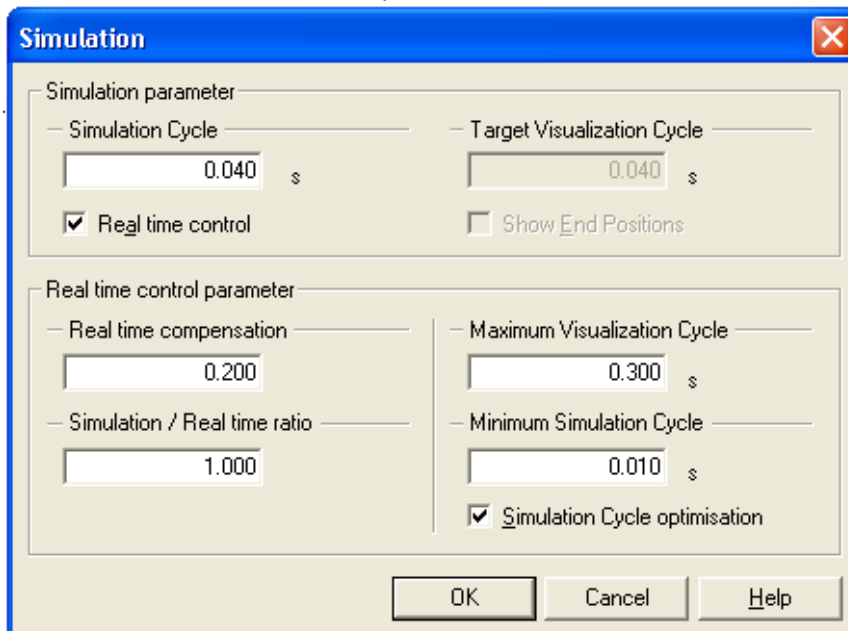 Simulation
Simulation parameter
Simulation Cycle
0.040 s
Real time control
Target Visualization Cycle
0.040 s
Show End Positions
Real time control parameter
Real time compensation
0.200
Simulation / Real time ratio
1.000
Maximum Visualization Cycle
0.300 s
Minimum Simulation Cycle
0.010 s
Simulation Cycle optimisation
OK
Cancel
Help